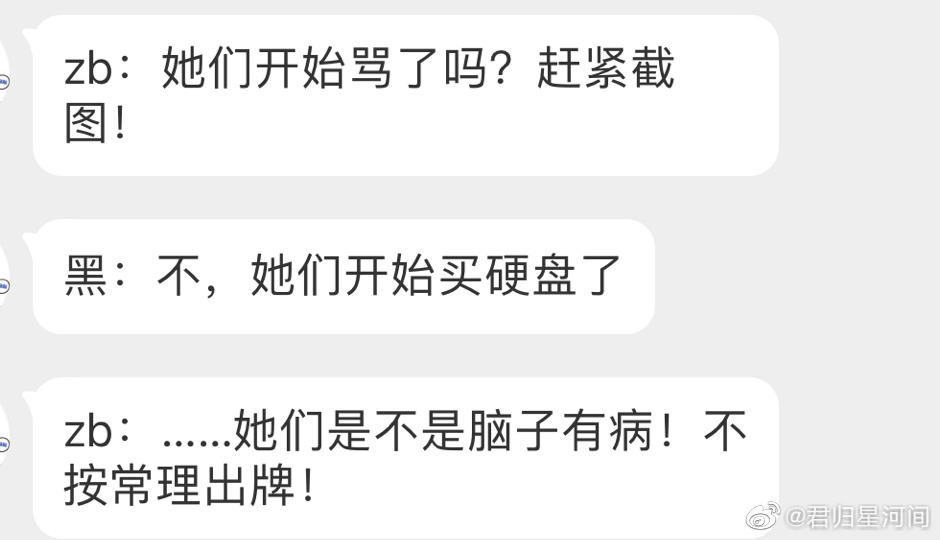 zb：她们开始骂了吗？赶紧截
图！
黑：不，她们开始买硬盘了
zb：……她们是不是脑子有病！不
按常理出牌！
@君归星河间